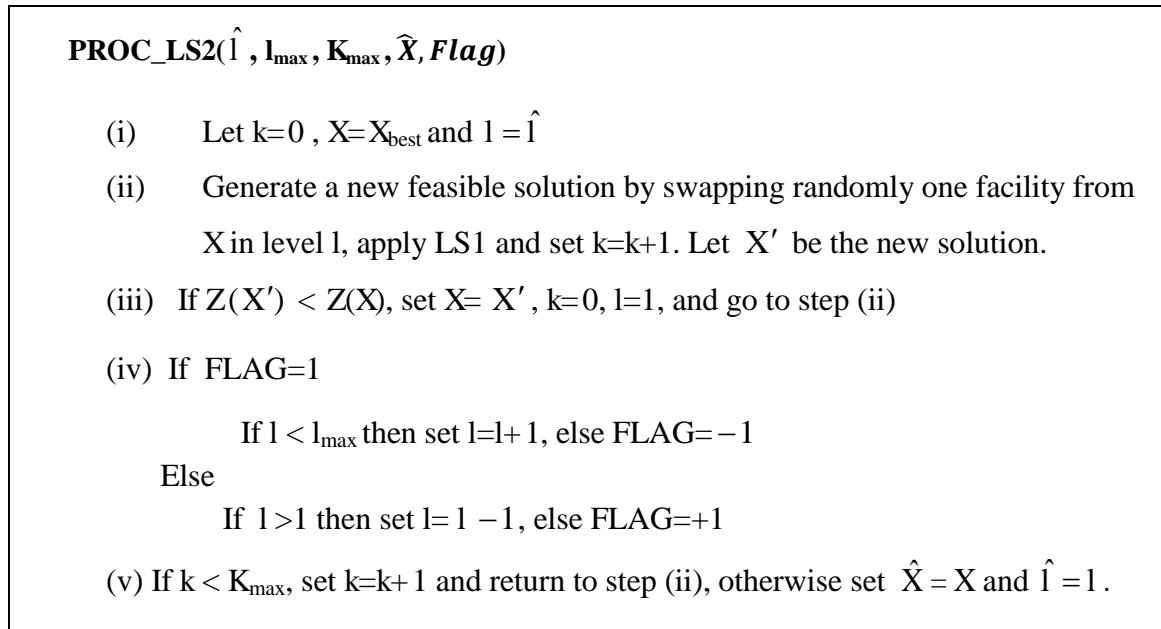 PROC_LS2(l̂ , lmax , Kmax , X̂, Flag)
(i) Let k=0 , X=Xbest and l = l̂
(ii) Generate a new feasible solution by swapping randomly one facility from
X in level l, apply LS1 and set k=k+1. Let X′ be the new solution.
(iii) If Z(X′) < Z(X), set X= X′ , k=0, l=1, and go to step (ii)
(iv) If FLAG=1
If l < lmax then set l=l+1, else FLAG=−1
Else
If l >1 then set l= l −1, else FLAG=+1
(v) If k < Kmax, set k=k+1 and return to step (ii), otherwise set X̂ = X and l̂ = l .